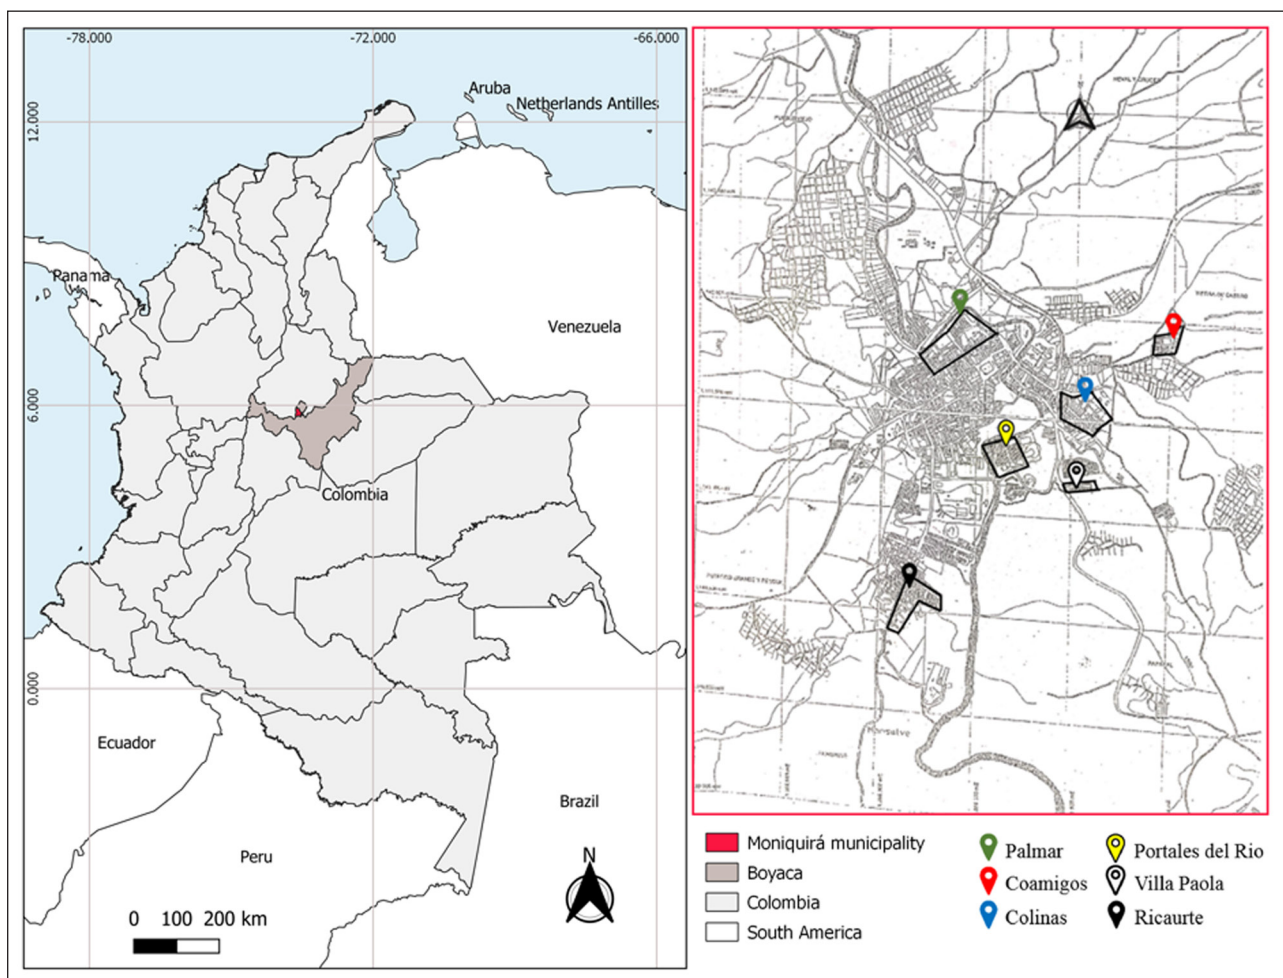 -78.000
-72.000
-66.000
Aruba
Netherlands Antilles
12.000
Panama
Venezuela
6.000
Colombia
0.000
Ecuador
Brazil
Peru
N
0 100 200 km
Monsalve
Moniquirá municipality
Boyaca
Colombia
South America
Palmar
Coamigos
Colinas
Portales del Rio
Villa Paola
Ricaurte